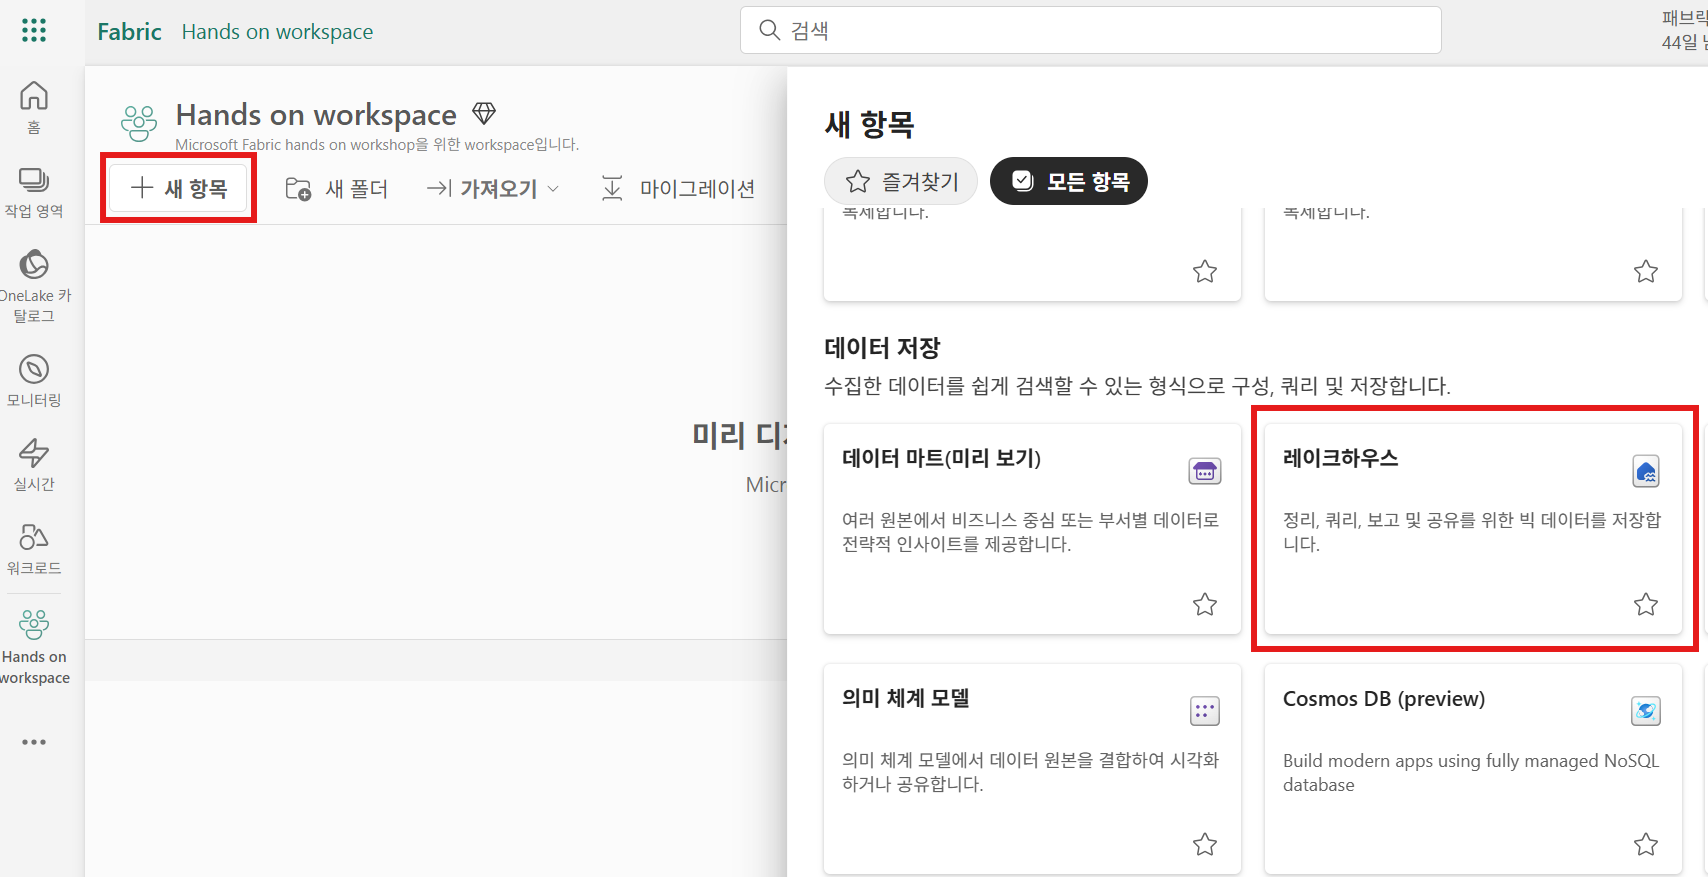 Fabric Hands on workspace
검색
패브릭
44일
홈
작업 영역
OneLake 카
탈로그
모니터링
실시간
워크로드
Hands on
workspace
Hands on workspace
Microsoft Fabric hands on workshop을 위한 workspace입니다.
새 항목
새 폴더
가져오기
마이그레이션
미리
Micr
새 항목
즐겨찾기
모든 항목
복제합니다.
복제합니다.
데이터 저장
수집한 데이터를 쉽게 검색할 수 있는 형식으로 구성, 쿼리 및 저장합니다.
데이터 마트(미리 보기)
여러 원본에서 비즈니스 중심 또는 부서별 데이터로
전략적 인사이트를 제공합니다.
레이크하우스
정리, 쿼리, 보고 및 공유를 위한 빅 데이터를 저장합
니다.
의미 체계 모델
의미 체계 모델에서 데이터 원본을 결합하여 시각화
하거나 공유합니다.
Cosmos DB (preview)
Build modern apps using fully managed NoSQL
database